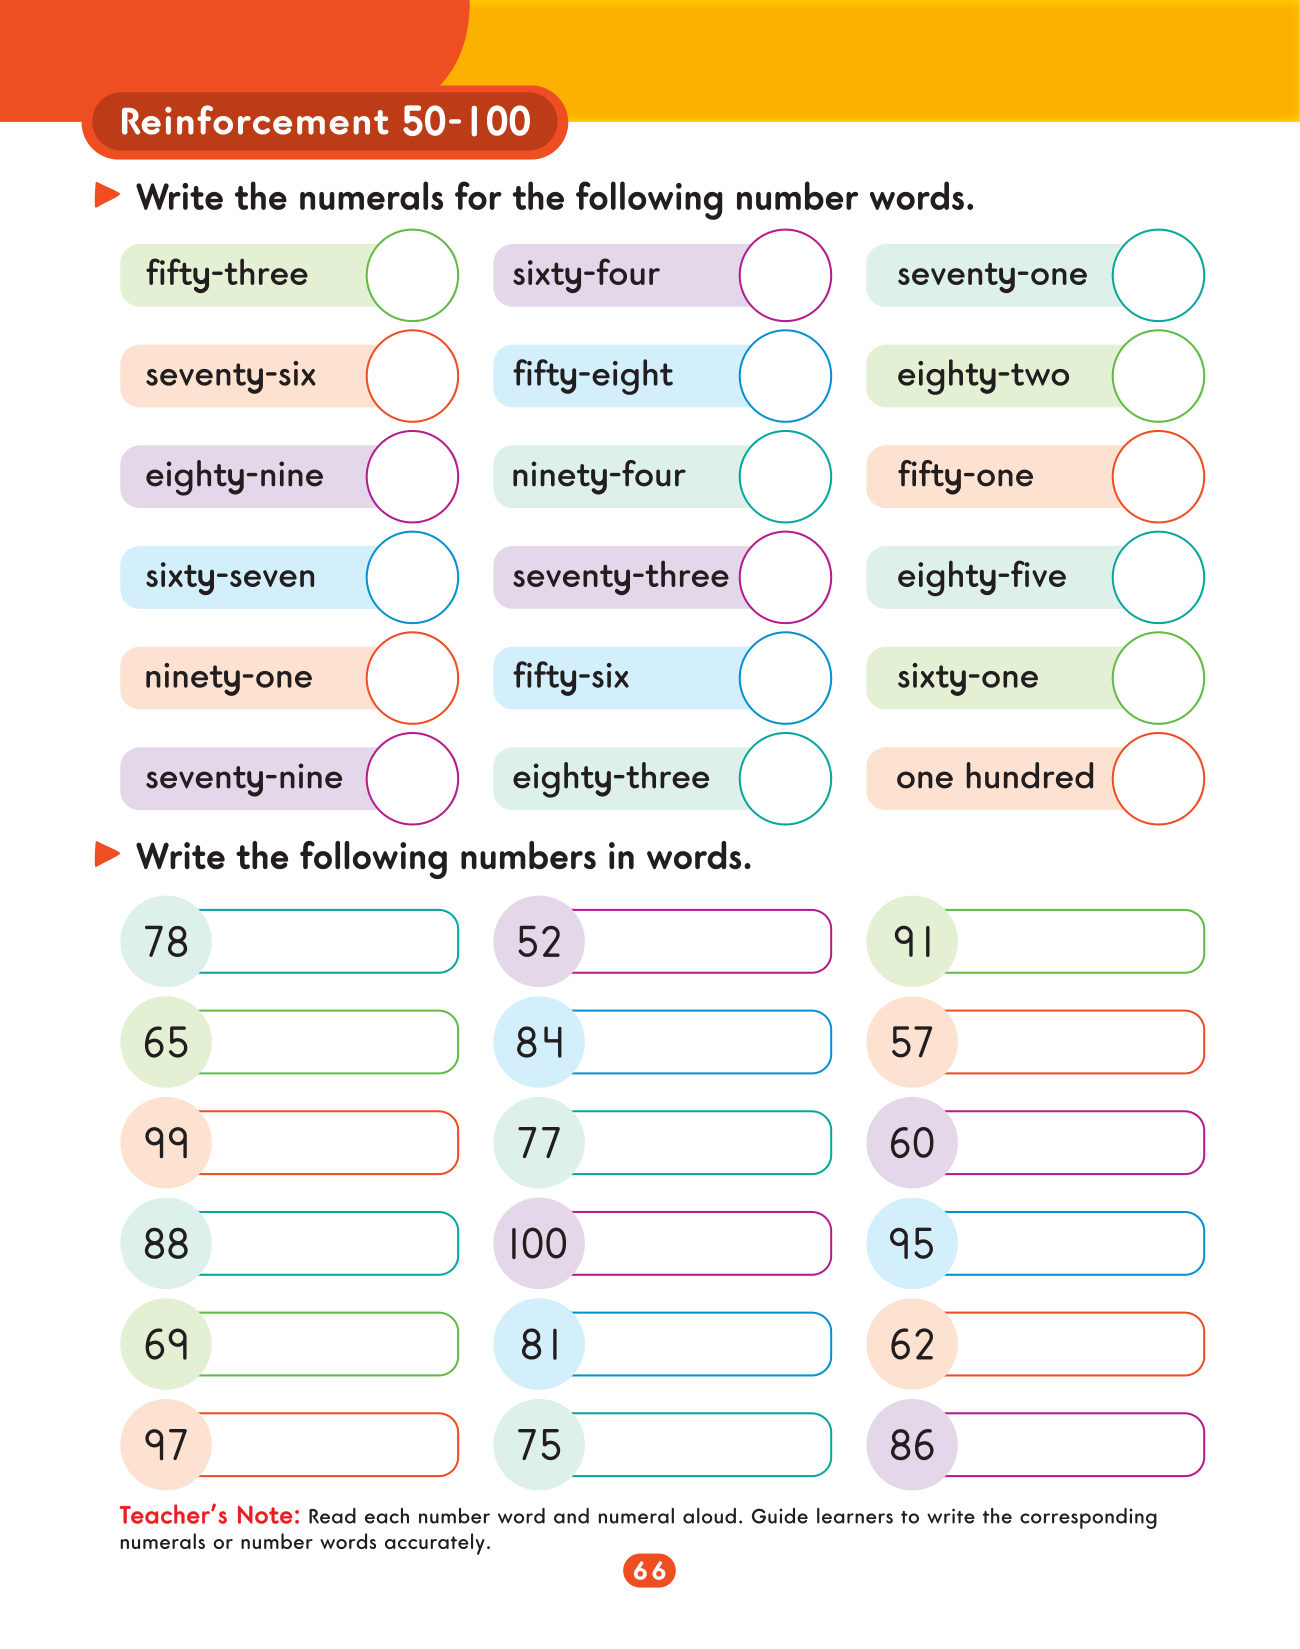 Reinforcement 50-100
Write the numerals for the following number words.
fifty-three sixty-four seventy-one
seventy-six fifty-eight eighty-two
eighty-nine ninety-four fifty-one
sixty-seven seventy-three eighty-five
ninety-one fifty-six sixty-one
seventy-nine eighty-three one hundred
Write the following numbers in words.
78 52 91
65 84 57
99 77 60
88 100 95
69 81 62
97 75 86
Teacher's Note: Read each number word and numeral aloud. Guide learners to write the corresponding
numerals or number words accurately.
66